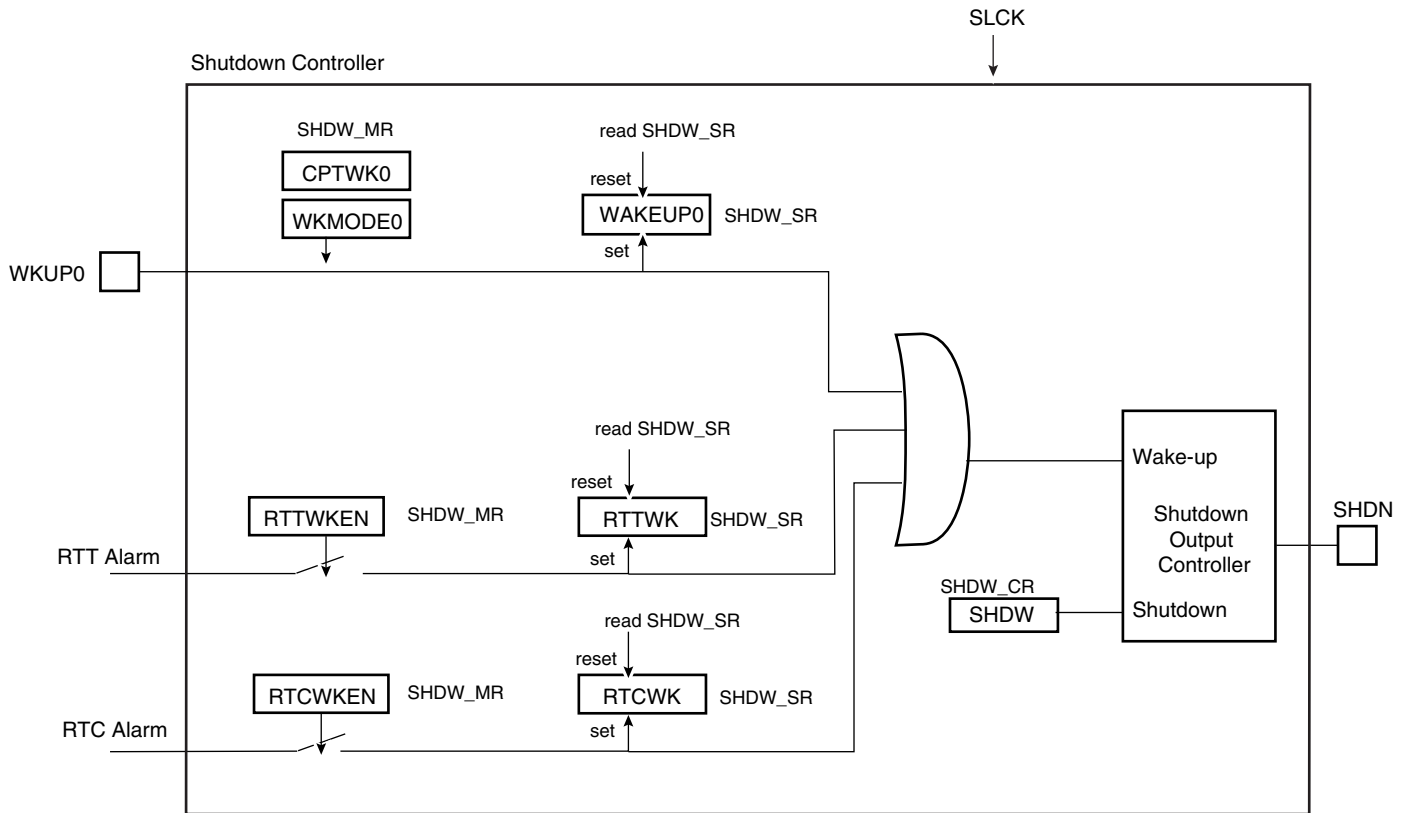 SLCK
Shutdown Controller
SHDW_MR
CPTWK0
WKMODE0
read SHDW_SR
reset
WAKEUP0
SHDW_SR
set
WKUP0
read SHDW_SR
reset
RTTWKEN
SHDW_MR
RTTWK
SHDW_SR
set
RTT Alarm
Wake-up
Shutdown
Output
Controller
SHDN
SHDW_CR
SHDW
Shutdown
read SHDW_SR
reset
RTCWKEN
SHDW_MR
RTCWK
SHDW_SR
set
RTC Alarm